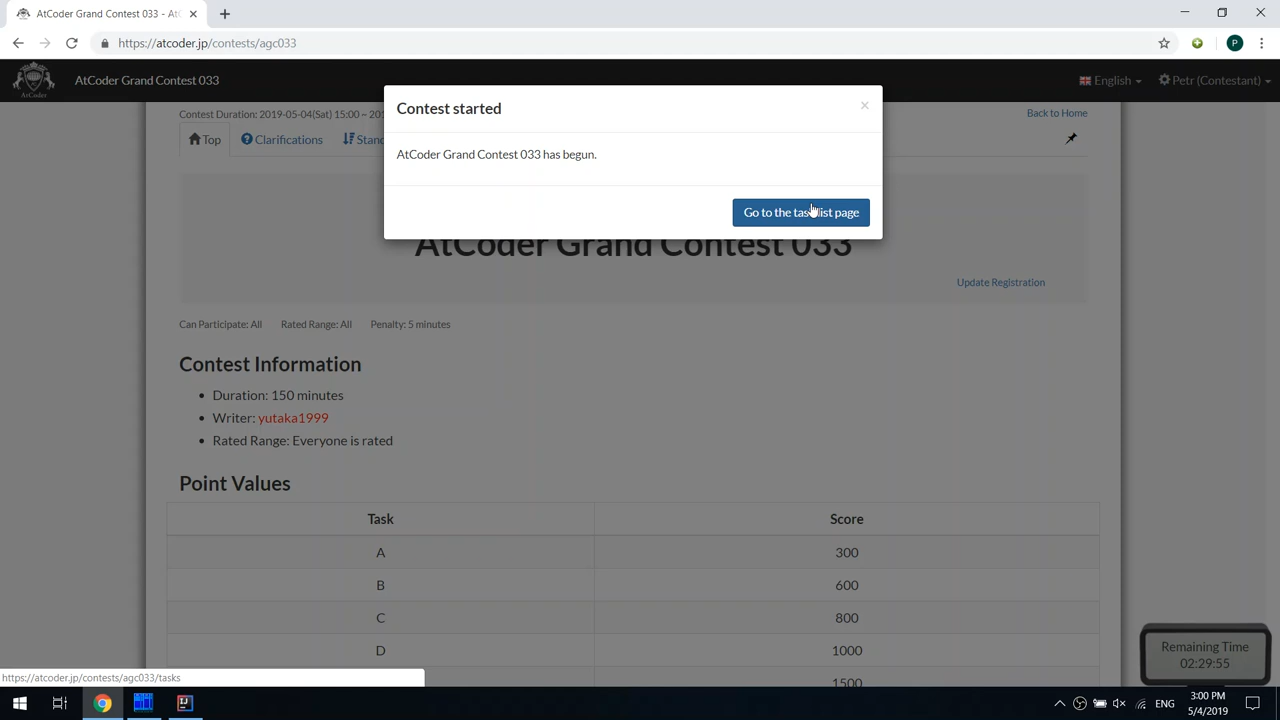 AtCoder Grand Contest 033 - AtC
https://atcoder.jp/contests/agc033
P
AtCoder
AtCoder Grand Contest 033
English
Petr (Contestant)
Contest Duration: 2019-05-04(Sat) 15:00 ~ 201
Back to Home
Top
Clarifications
Stand
Contest started
×
AtCoder Grand Contest 033 has begun.
Go to the task list page
AtCoder Grand Contest 033
Update Registration
Can Participate: All
Rated Range: All
Penalty: 5 minutes
Contest Information
Duration: 150 minutes
Writer: yutaka1999
Rated Range: Everyone is rated
Point Values
Task
Score
A
300
B
600
C
800
D
1000
1500
Remaining Time
02:29:55
https://atcoder.jp/contests/agc033/tasks
ENG
3:00 PM
5/4/2019